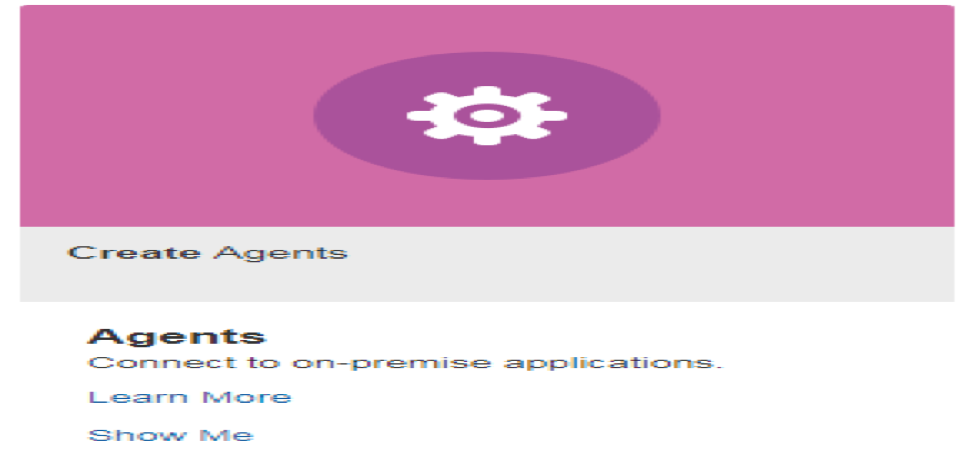 Create Agents
Agents
Connect to on-premise applications.
Learn More
Show Me